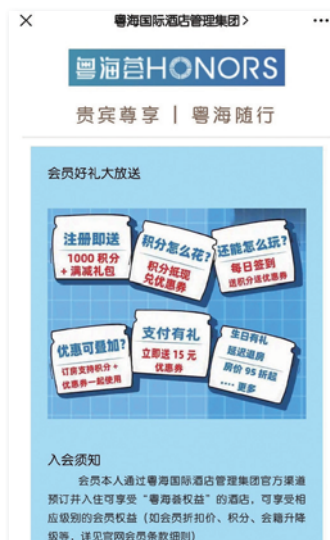 粤海国际酒店管理集团>
粤海荟HONORS
贵宾尊享 | 粤海随行
会员好礼大放送
注册即送
1000 积分
+ 满减礼包
积分怎么花?
积分抵现
兑优惠券
还能怎么玩?
每日签到
送积分送优惠券
优惠可叠加?
订房支持积分 +
优惠券一起使用
支付有礼
立即送 15 元
优惠券
生日有礼
延迟退房
房价 95 折起
···· 更多
入会须知
会员本人通过粤海国际酒店管理集团官方渠道
预订并入住可享受“粤海荟权益”的酒店，可享受相
应级别的会员权益（如会员折扣价、积分、会籍升降
级等，详见官网会员条款细则）